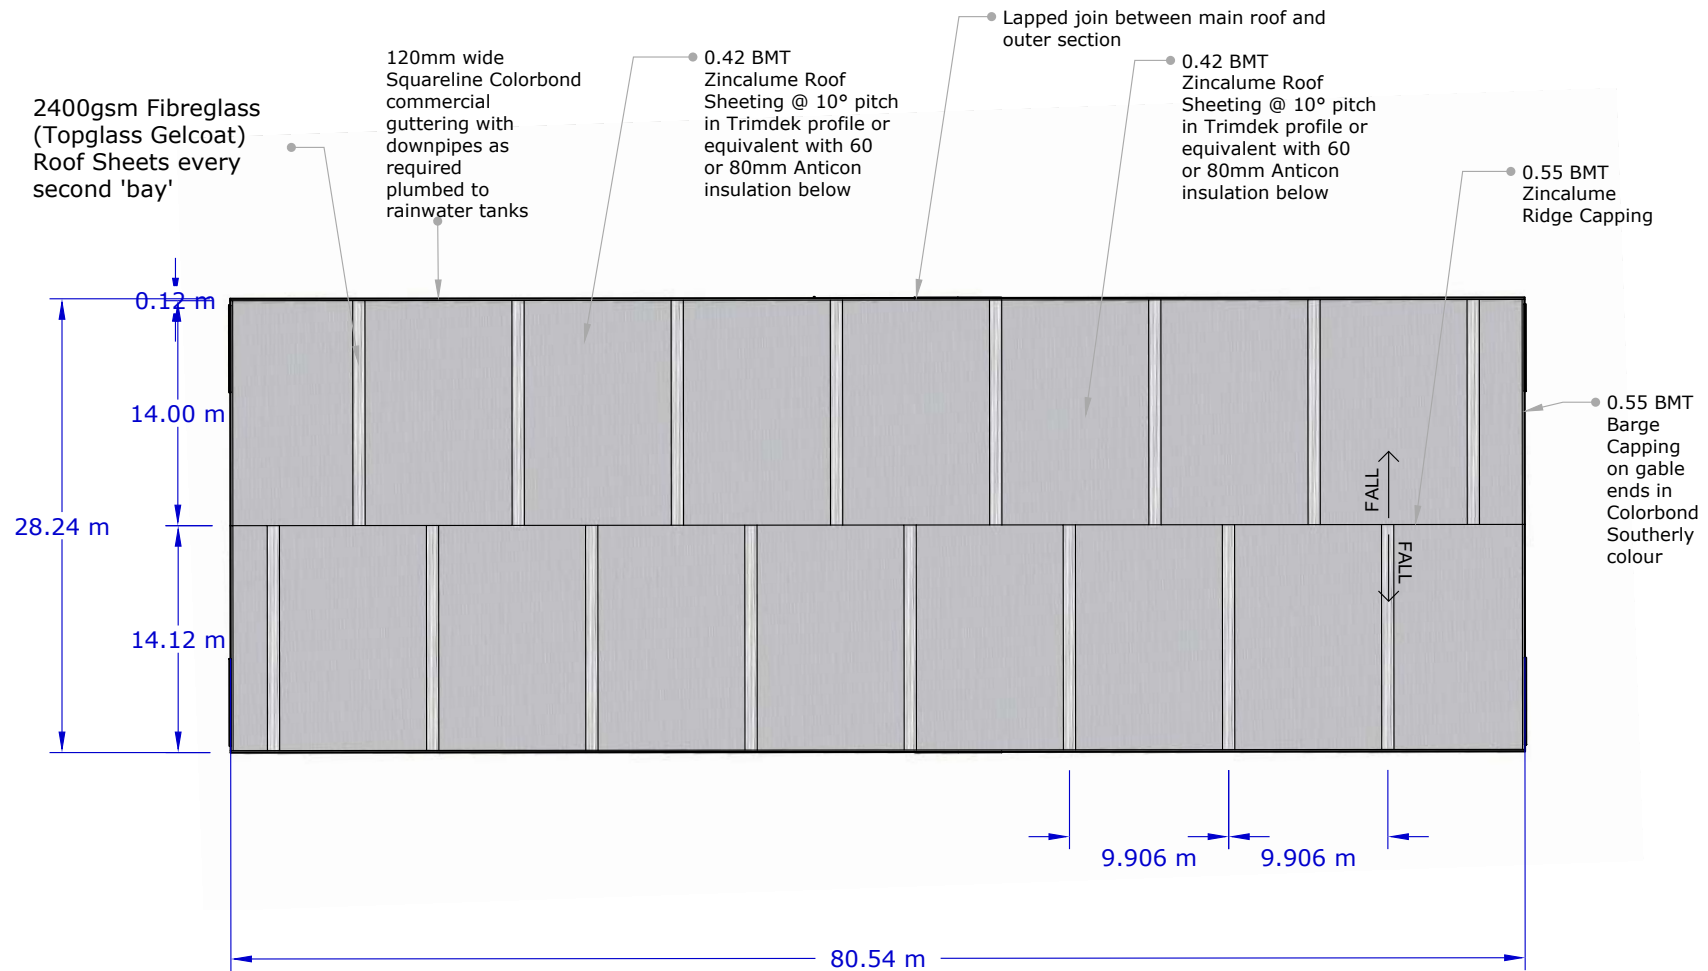 Lapped join between main roof and
outer section
120mm wide
Squareline Colorbond
commercial
guttering with
downpipes as
required
plumbed to
rainwater tanks
0.42 BMT
Zincalume Roof
Sheeting @ 10° pitch
in Trimdek profile or
equivalent with 60
or 80mm Anticon
insulation below
0.42 BMT
Zincalume Roof
Sheeting @ 10° pitch
in Trimdek profile or
equivalent with 60
or 80mm Anticon
insulation below
2400gsm Fibreglass
(Topglass Gelcoat)
Roof Sheets every
second 'bay'
0.55 BMT
Zincalume
Ridge Capping
0.12 m
14.00 m
28.24 m
14.12 m
FALL
FALL
0.55 BMT
Barge
Capping
on gable
ends in
Colorbond
Southerly
colour
9.906 m
9.906 m
80.54 m